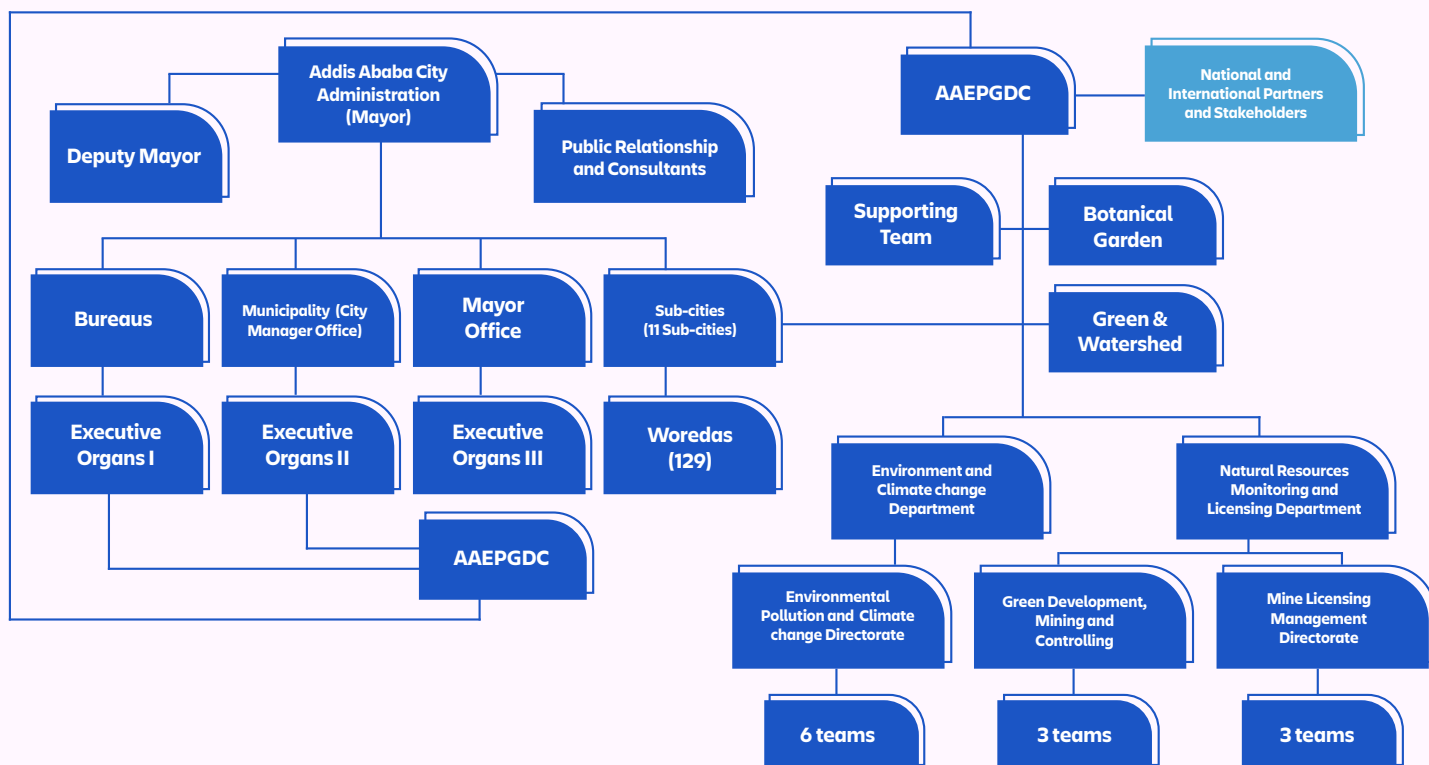 Addis Ababa City
Administration
(Mayor)
Deputy Mayor
Public Relationship
and Consultants
Bureaus
Municipality (City
Manager Office)
Mayor
Office
Sub-cities
(11 Sub-cities)
Executive
Organs I
Executive
Organs II
Executive
Organs III
Woredas
(129)
AAEPGDC
AAEPGDC
National and
International Partners
and Stakeholders
Supporting
Team
Botanical
Garden
Green &
Watershed
Environment and
Climate change
Department
Natural Resources
Monitoring and
Licensing Department
Environmental
Pollution and Climate
change Directorate
Green Development,
Mining and
Controlling
Mine Licensing
Management
Directorate
6 teams
3 teams
3 teams